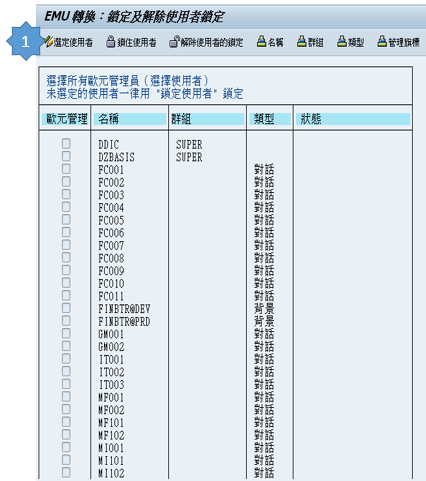 EMU 轉換：鎖定及解除使用者鎖定
1
選定使用者 鎖住使用者 解除使用者的鎖定 名稱 群組 類型 管理旗標
選擇所有歐元管理員（選擇使用者）
未選定的使用者一律用 "鎖定使用者" 鎖定
歐元管理 名稱 群組 類型 狀態
DDIC SUPER
DZBASIS SUPER
FC001 對話
FC002 對話
FC003 對話
FC004 對話
FC005 對話
FC006 對話
FC007 對話
FC008 對話
FC009 對話
FC010 對話
FC011 對話
FINBTR@DEV 背景
FINBTR@PRD 背景
GM001 對話
GM002 對話
IT001 對話
IT002 對話
IT003 對話
MF001 對話
MF002 對話
MF101 對話
MF102 對話
MI001 對話
MI101 對話
MI102 對話